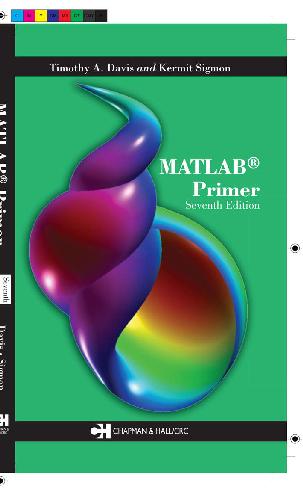 Timothy A. Davis and Kermit Sigmon
MATLAB®
Primer
Seventh Edition
CHAPMAN & HALL/CRC
MATLAB® Primer
Seventh
Davis • Sigmon